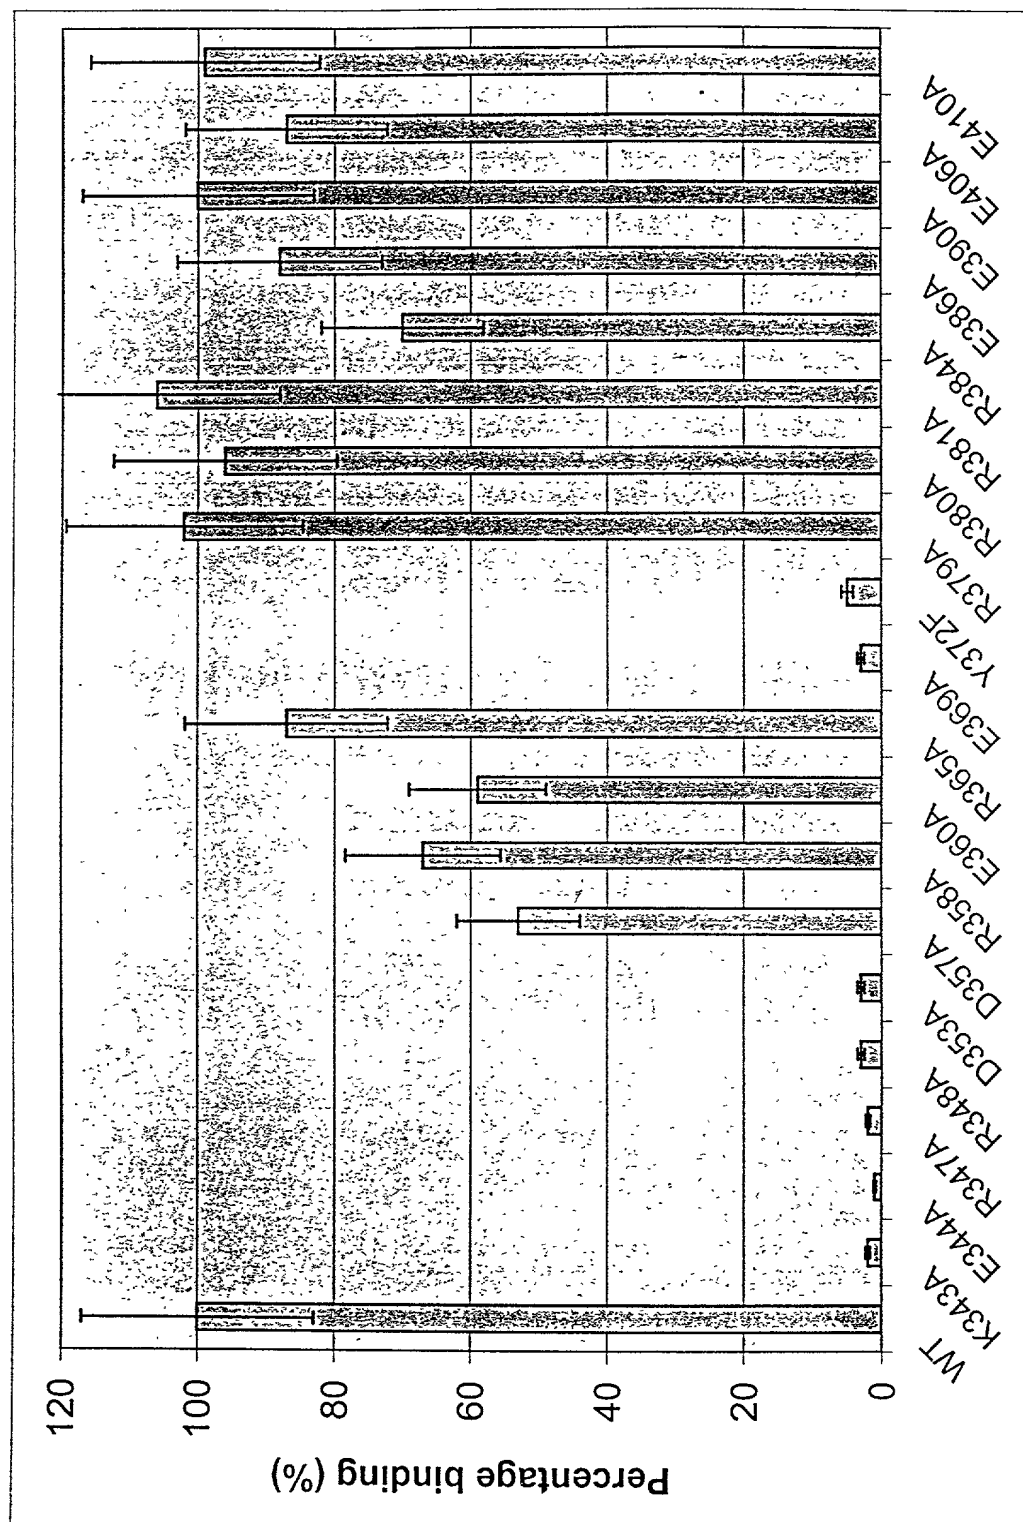 Percentage binding (%)
120
100
80
60
40
20
0
WT
K343A
E344A
R347A
R348A
D353A
D357A
R358A
E360A
R365A
E369A
Y372F
R379A
R380A
R381A
R384A
E386A
E390A
E406A
E410A